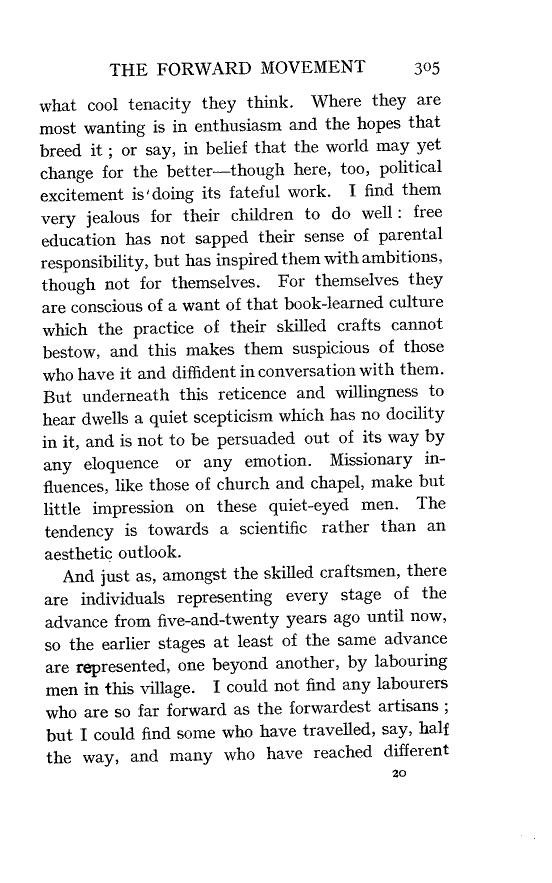 THE FORWARD MOVEMENT 305
what cool tenacity they think. Where they are
most wanting is in enthusiasm and the hopes that
breed it ; or say, in belief that the world may yet
change for the better—though here, too, political
excitement is'doing its fateful work. I find them
very jealous for their children to do well : free
education has not sapped their sense of parental
responsibility, but has inspired them with ambitions,
though not for themselves. For themselves they
are conscious of a want of that book-learned culture
which the practice of their skilled crafts cannot
bestow, and this makes them suspicious of those
who have it and diffident in conversation with them.
But underneath this reticence and willingness to
hear dwells a quiet scepticism which has no docility
in it, and is not to be persuaded out of its way by
any eloquence or any emotion. Missionary in-
fluences, like those of church and chapel, make but
little impression on these quiet-eyed men. The
tendency is towards a scientific rather than an
aesthetic outlook.
And just as, amongst the skilled craftsmen, there
are individuals representing every stage of the
advance from five-and-twenty years ago until now,
so the earlier stages at least of the same advance
are represented, one beyond another, by labouring
men in this village. I could not find any labourers
who are so far forward as the forwardest artisans ;
but I could find some who have travelled, say, half
the way, and many who have reached different
20